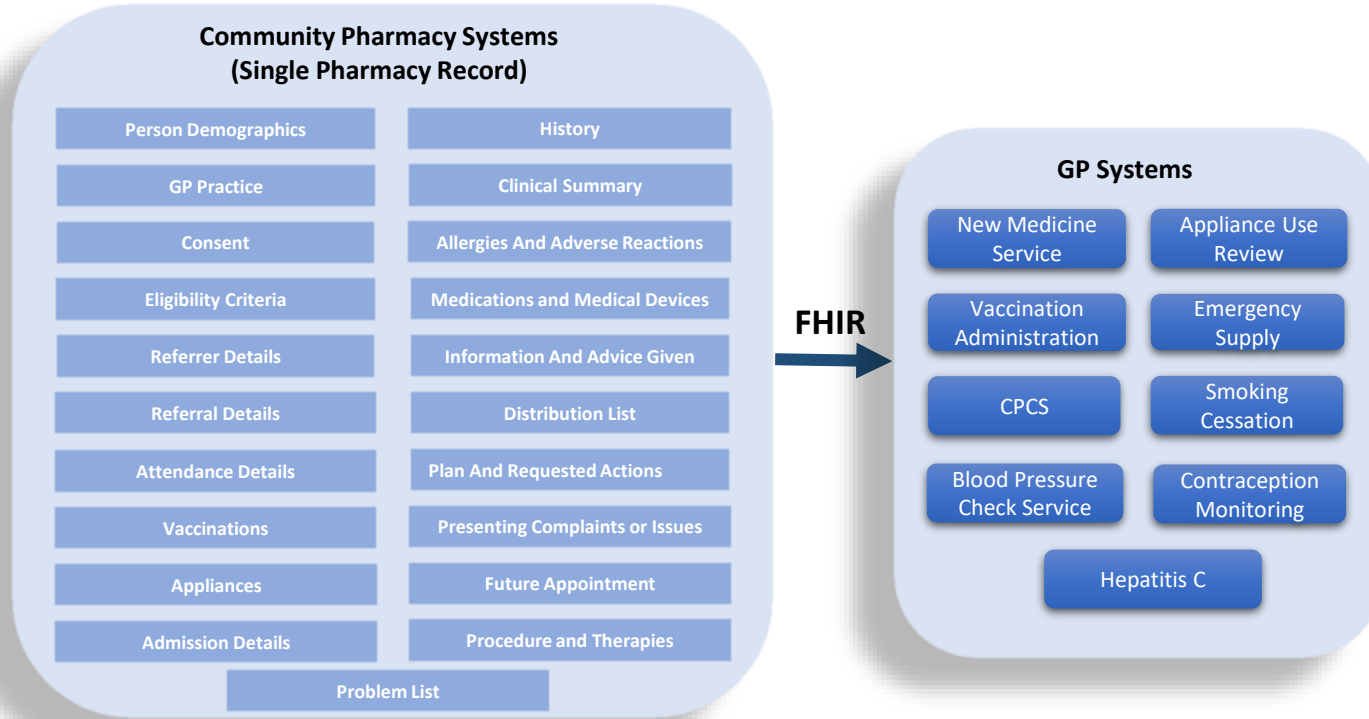 Community Pharmacy Systems
(Single Pharmacy Record)
Person Demographics
History
GP Practice
Clinical Summary
Consent
Allergies And Adverse Reactions
Eligibility Criteria
Medications and Medical Devices
Referrer Details
Information And Advice Given
Referral Details
Distribution List
Attendance Details
Plan And Requested Actions
Vaccinations
Presenting Complaints or Issues
Appliances
Future Appointment
Admission Details
Procedure and Therapies
Problem List
FHIR
GP Systems
New Medicine
Service
Appliance Use
Review
Vaccination
Administration
Emergency
Supply
CPCS
Smoking
Cessation
Blood Pressure
Check Service
Contraception
Monitoring
Hepatitis C